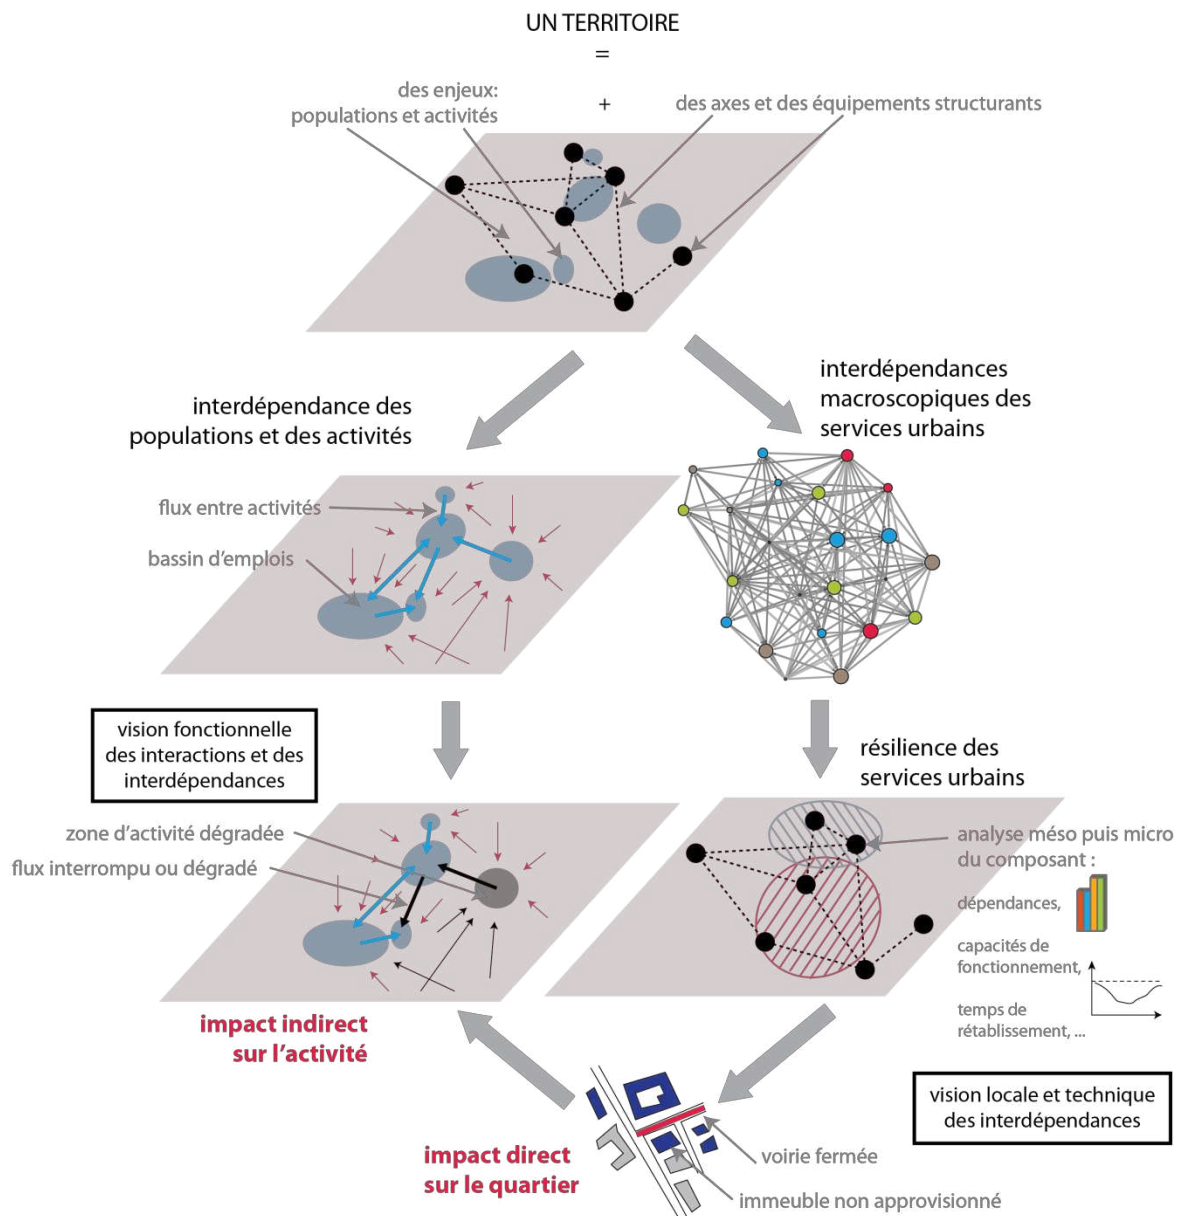 UN TERRITOIRE
=
des enjeux:
populations et activités
+
des axes et des équipements structurants
interdépendance des
populations et des activités
interdépendances
macroscopiques des
services urbains
flux entre activités
bassin d'emplois
vision fonctionnelle
des interactions et des
interdépendances
résilience des
services urbains
zone d'activité dégradée
flux interrompu ou dégradé
analyse méso puis micro
du composant :
dépendances,
capacités de
fonctionnement,
temps de
rétablissement, ...
impact indirect
sur l'activité
vision locale et technique
des interdépendances
impact direct
sur le quartier
voirie fermée
immeuble non approvisionné